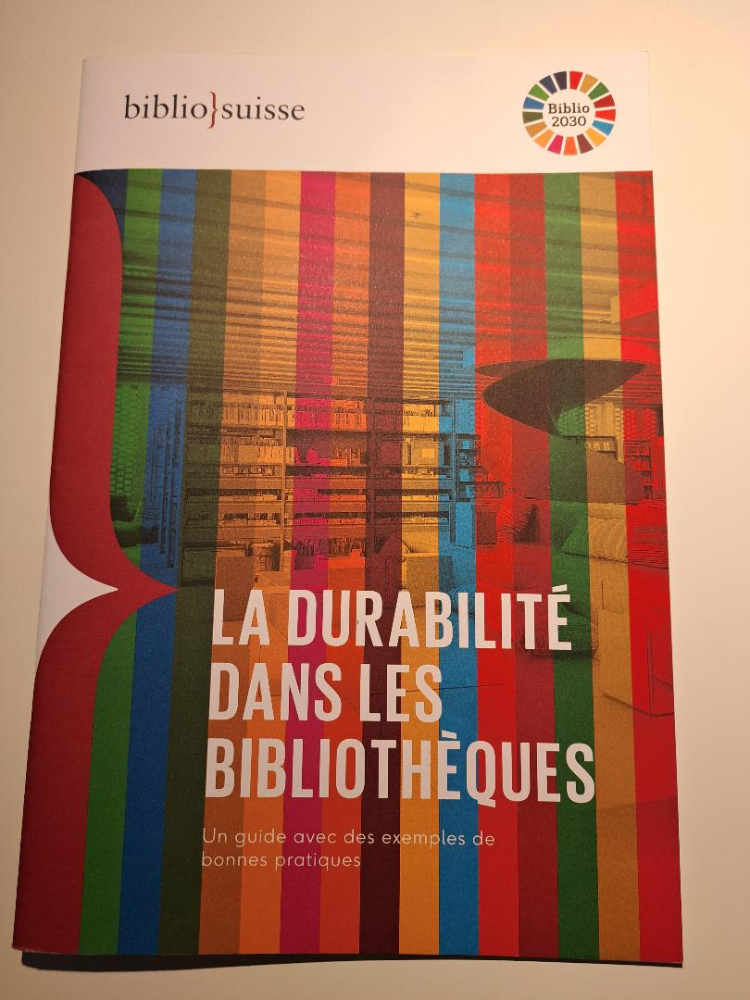 biblio}suisse
Biblio
2030
LA DURABILITÉ
DANS LES
BIBLIOTHÈQUES
Un guide avec des exemples de
bonnes pratiques